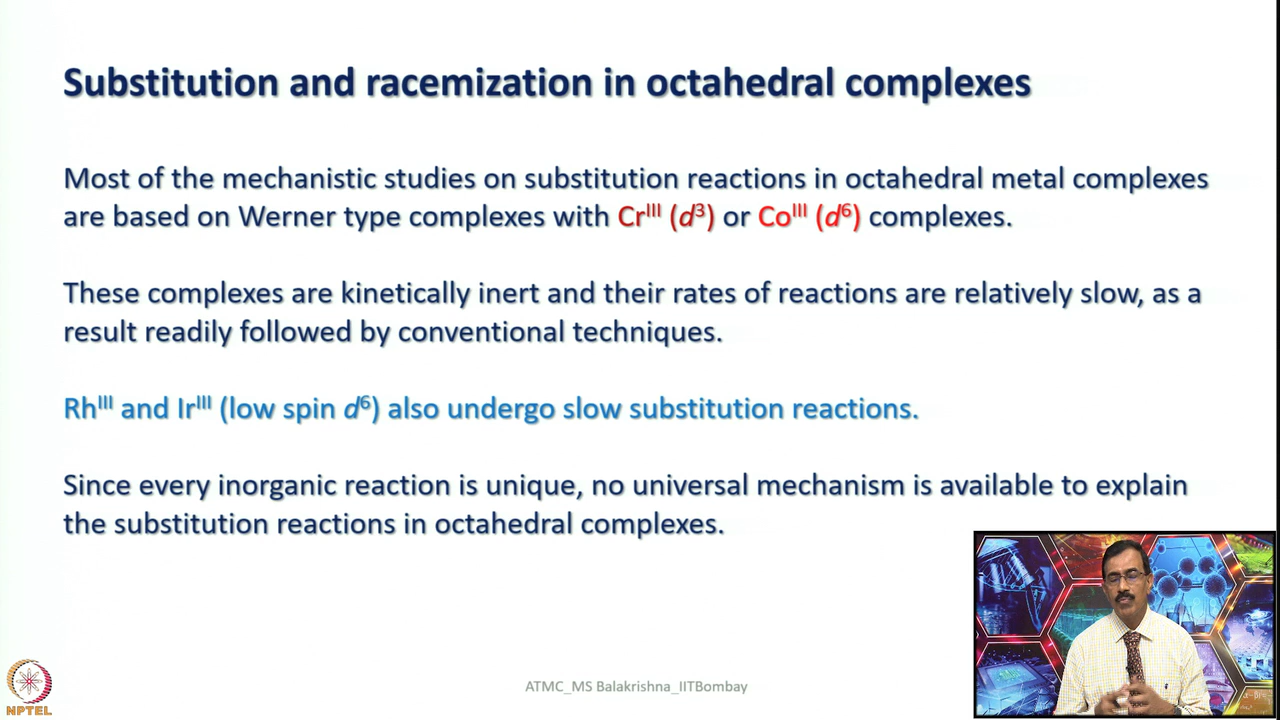 Substitution and racemization in octahedral complexes
Most of the mechanistic studies on substitution reactions in octahedral metal complexes
are based on Werner type complexes with Crᴵᴵᴵ (d³) or Coᴵᴵᴵ (d⁶) complexes.
These complexes are kinetically inert and their rates of reactions are relatively slow, as a
result readily followed by conventional techniques.
Rhᴵᴵᴵ and Irᴵᴵᴵ (low spin d⁶) also undergo slow substitution reactions.
Since every inorganic reaction is unique, no universal mechanism is available to explain
the substitution reactions in octahedral complexes.
NPTEL
ATMC_MS Balakrishna_IITBombay